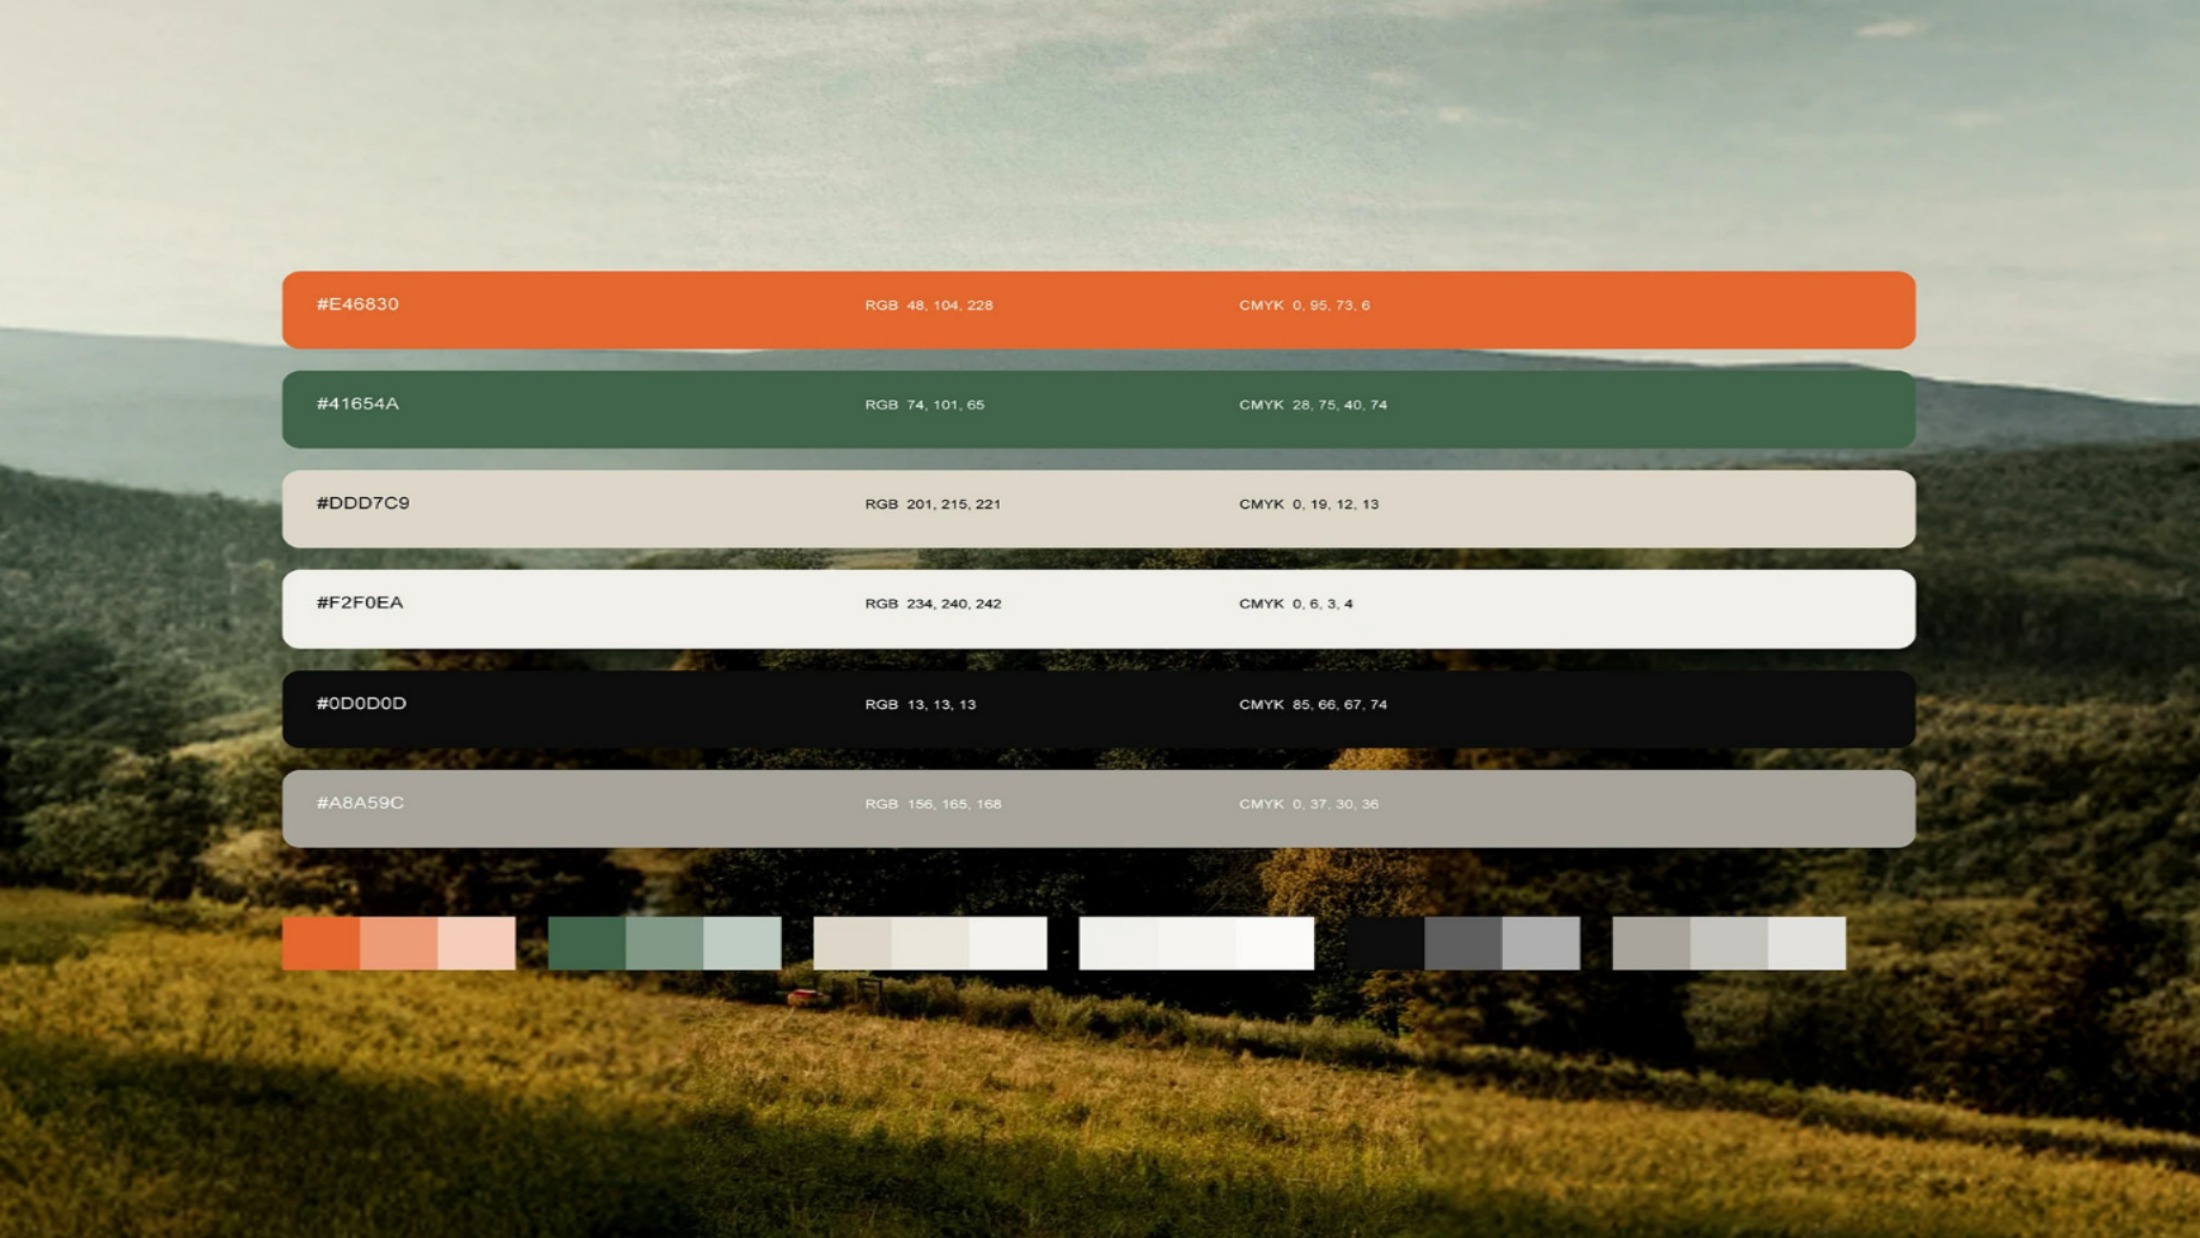 #E46830 RGB 48, 104, 228 CMYK 0, 95, 73, 6
#41654A RGB 74, 101, 65 CMYK 28, 75, 40, 74
#DDD7C9 RGB 201, 215, 221 CMYK 0, 19, 12, 13
#F2F0EA RGB 234, 240, 242 CMYK 0, 6, 3, 4
#0D0D0D RGB 13, 13, 13 CMYK 85, 66, 67, 74
#A8A59C RGB 156, 165, 168 CMYK 0, 37, 30, 36